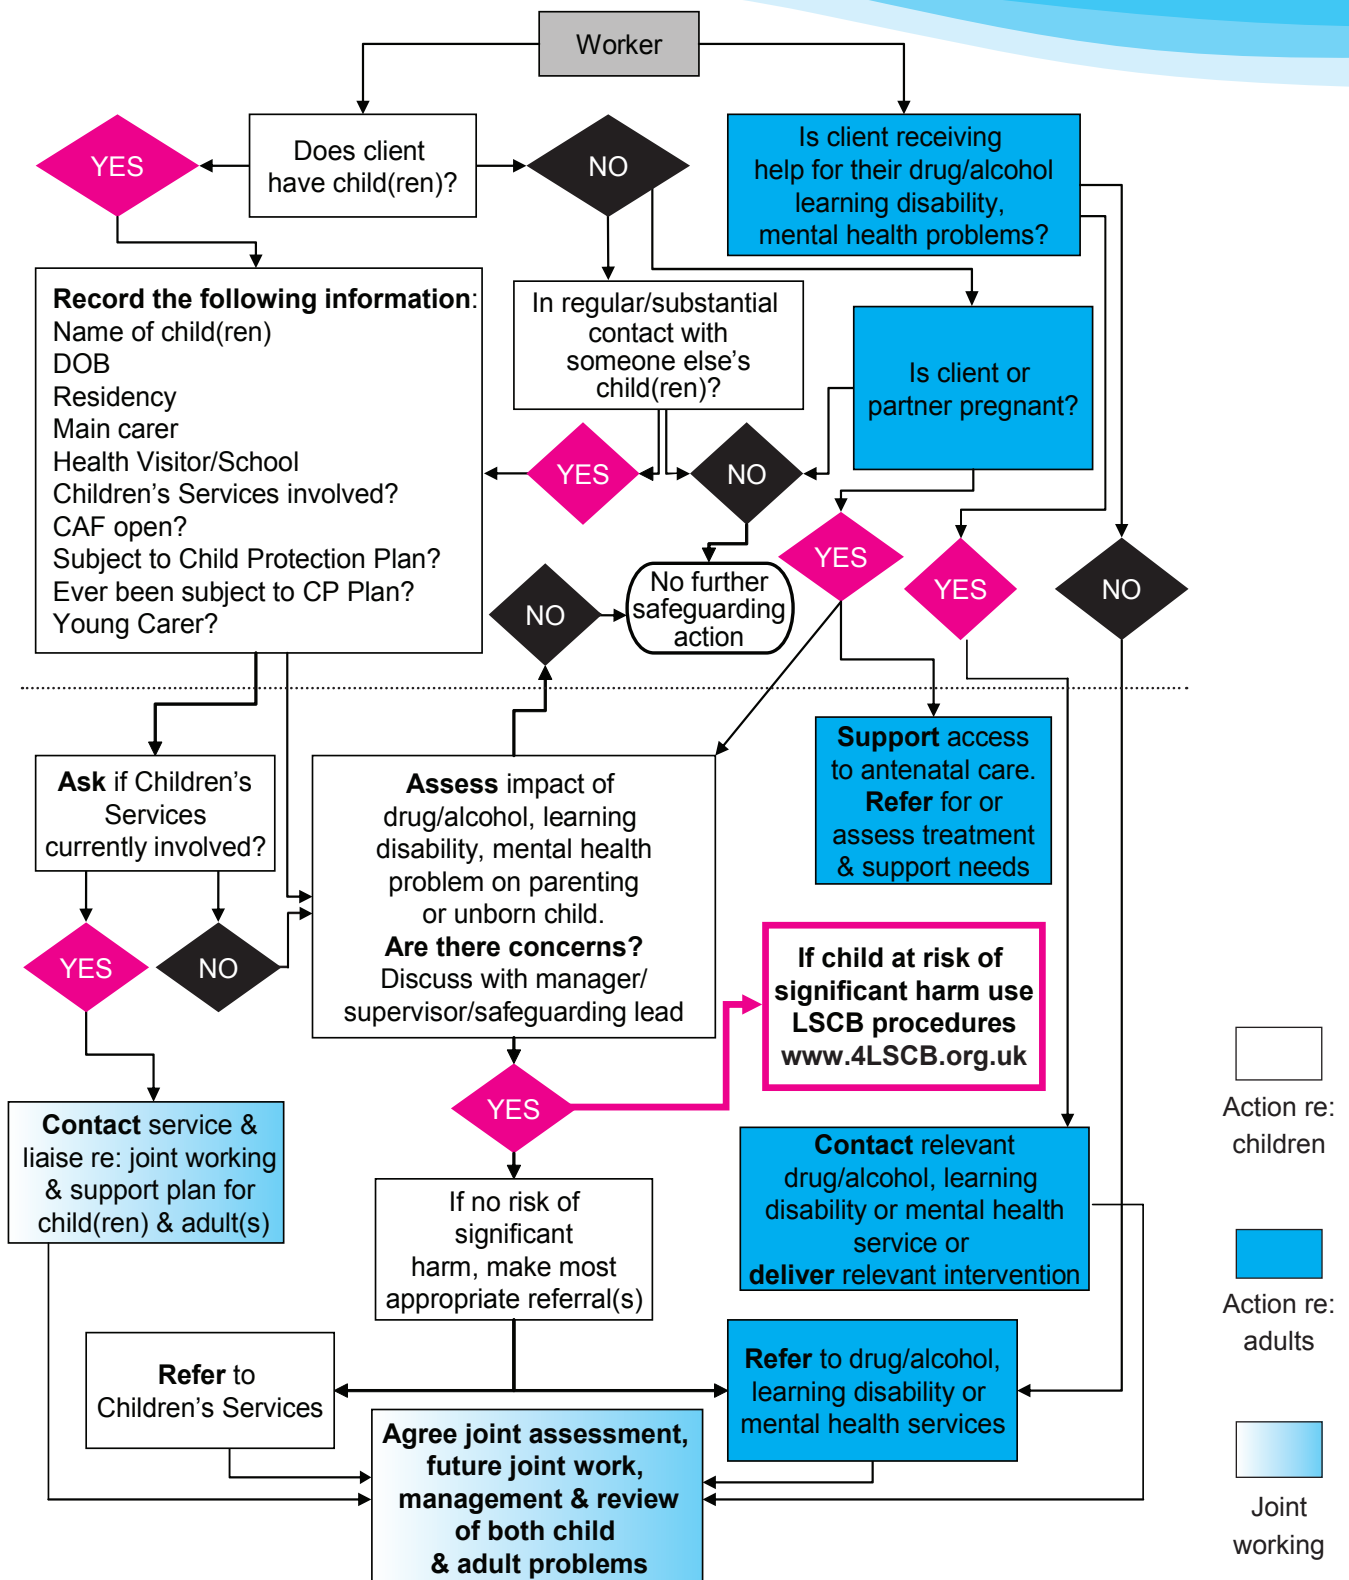 Worker
YES
Does client
have child(ren)?
NO
Is client receiving
help for their drug/alcohol
learning disability,
mental health problems?
Record the following information:
Name of child(ren)
DOB
Residency
Main carer
Health Visitor/School
Children's Services involved?
CAF open?
Subject to Child Protection Plan?
Ever been subject to CP Plan?
Young Carer?
In regular/substantial
contact with
someone else's
child(ren)?
Is client or
partner pregnant?
YES
NO
YES
YES
NO
NO
No further
safeguarding
action
Ask if Children's
Services
currently involved?
YES
NO
Assess impact of
drug/alcohol, learning
disability, mental health
problem on parenting
or unborn child.
Are there concerns?
Discuss with manager/
supervisor/safeguarding lead
Support access
to antenatal care.
Refer for or
assess treatment
& support needs
If child at risk of
significant harm use
LSCB procedures
www.4LSCB.org.uk
YES
Contact service &
liaise re: joint working
& support plan for
child(ren) & adult(s)
If no risk of
significant
harm, make most
appropriate referral(s)
Contact relevant
drug/alcohol, learning
disability or mental health
service or
deliver relevant intervention
Refer to
Children's Services
Refer to drug/alcohol,
learning disability or
mental health services
Agree joint assessment,
future joint work,
management & review
of both child
& adult problems
Action re:
children
Action re:
adults
Joint
working